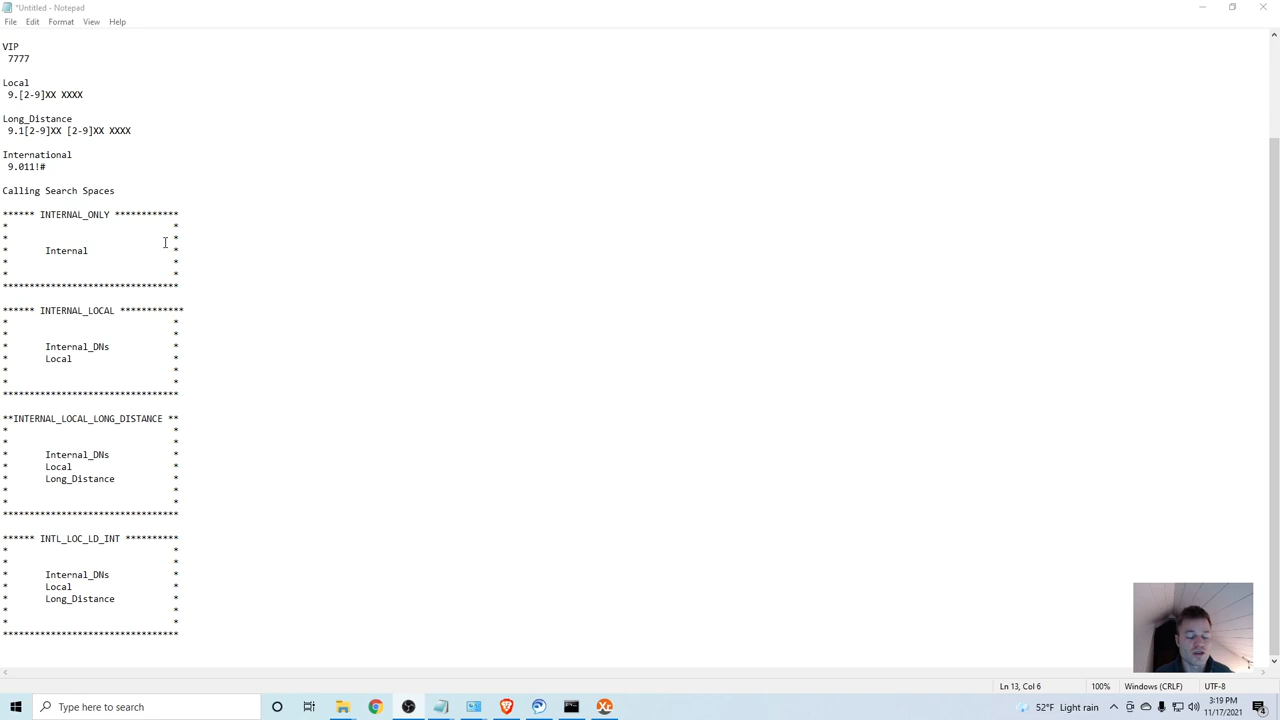 *Untitled - Notepad
File Edit Format View Help
VIP
7777
Local
9.[2-9]XX XXXX
Long_Distance
9.1[2-9]XX [2-9]XX XXXX
International
9.011!#
Calling Search Spaces
****** INTERNAL_ONLY ************
* *
* *
* Internal *
* *
* *
*********************************
****** INTERNAL_LOCAL ************
* *
* *
* Internal_DNs *
* Local *
* *
* *
*********************************
**INTERNAL_LOCAL_LONG_DISTANCE **
* *
* *
* Internal_DNs *
* Local *
* Long_Distance *
* *
* *
*********************************
****** INTL_LOC_LD_INT **********
* *
* *
* Internal_DNs *
* Local *
* Long_Distance *
* *
* *
*********************************
Ln 13, Col 6 100% Windows (CRLF) UTF-8
Type here to search
52°F Light rain
3:19 PM
11/17/2021
4